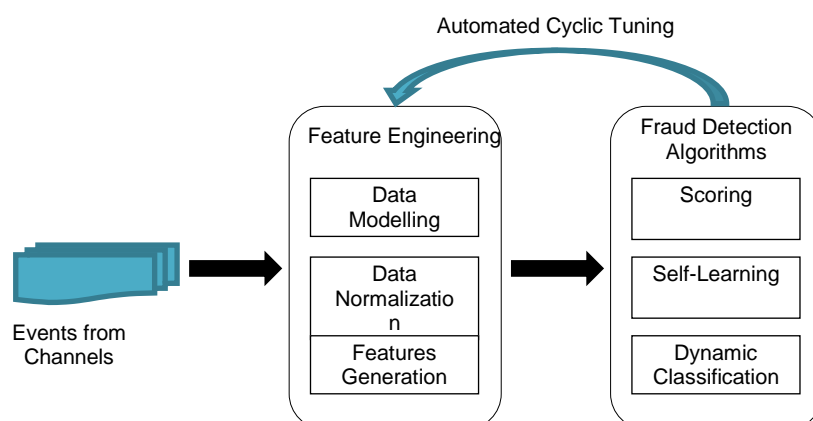 Automated Cyclic Tuning
Feature Engineering
Data
Modelling
Data
Normalizatio
n
Features
Generation
Fraud Detection
Algorithms
Scoring
Self-Learning
Dynamic
Classification
Events from
Channels